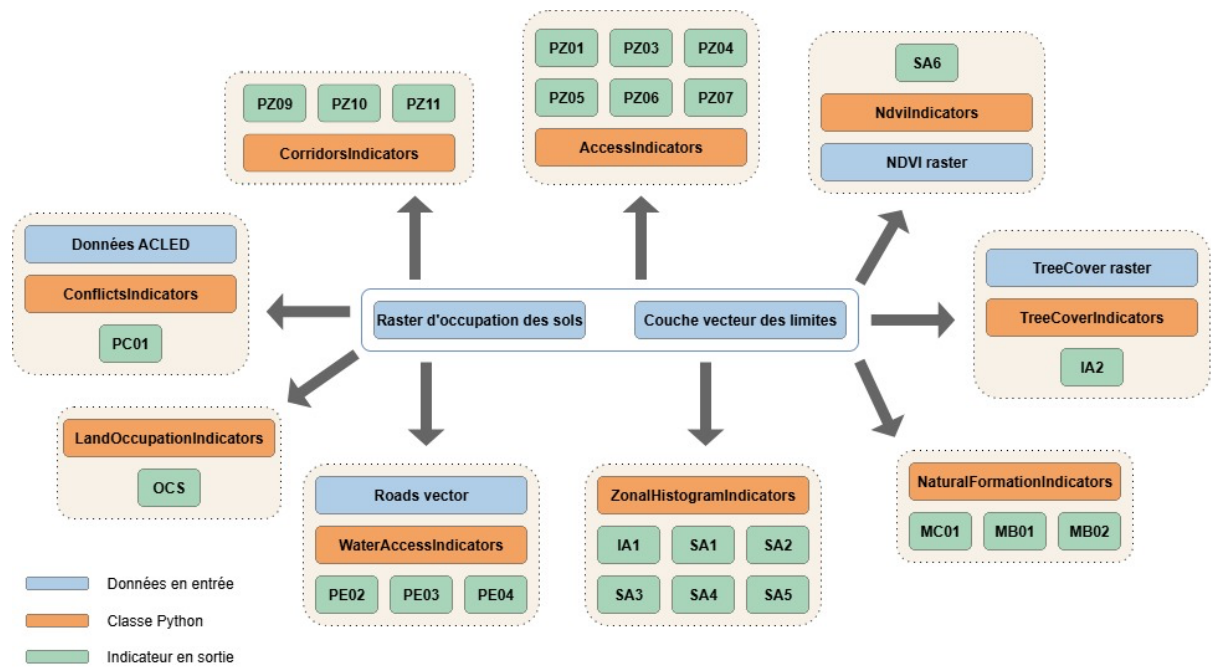 PZ01 PZ03 PZ04
PZ05 PZ06 PZ07
AccessIndicators
SA6
NdviIndicators
NDVI raster
PZ09 PZ10 PZ11
CorridorsIndicators
Données ACLED
ConflictsIndicators
PC01
Raster d'occupation des sols
Couche vecteur des limites
TreeCover raster
TreeCoverIndicators
IA2
LandOccupationIndicators
OCS
Roads vector
WaterAccessIndicators
PE02 PE03 PE04
ZonalHistogramIndicators
IA1 SA1 SA2
SA3 SA4 SA5
NaturalFormationIndicators
MC01 MB01 MB02
Données en entrée
Classe Python
Indicateur en sortie